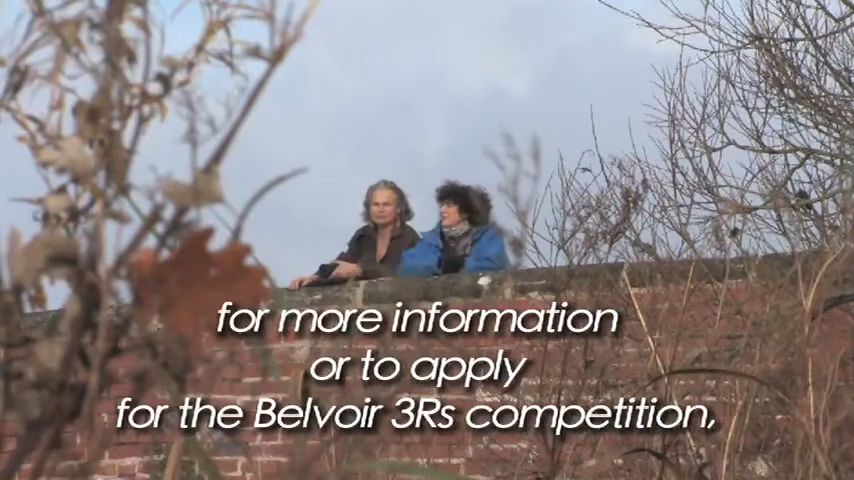 for more information
or to apply
for the Belvoir 3Rs competition,